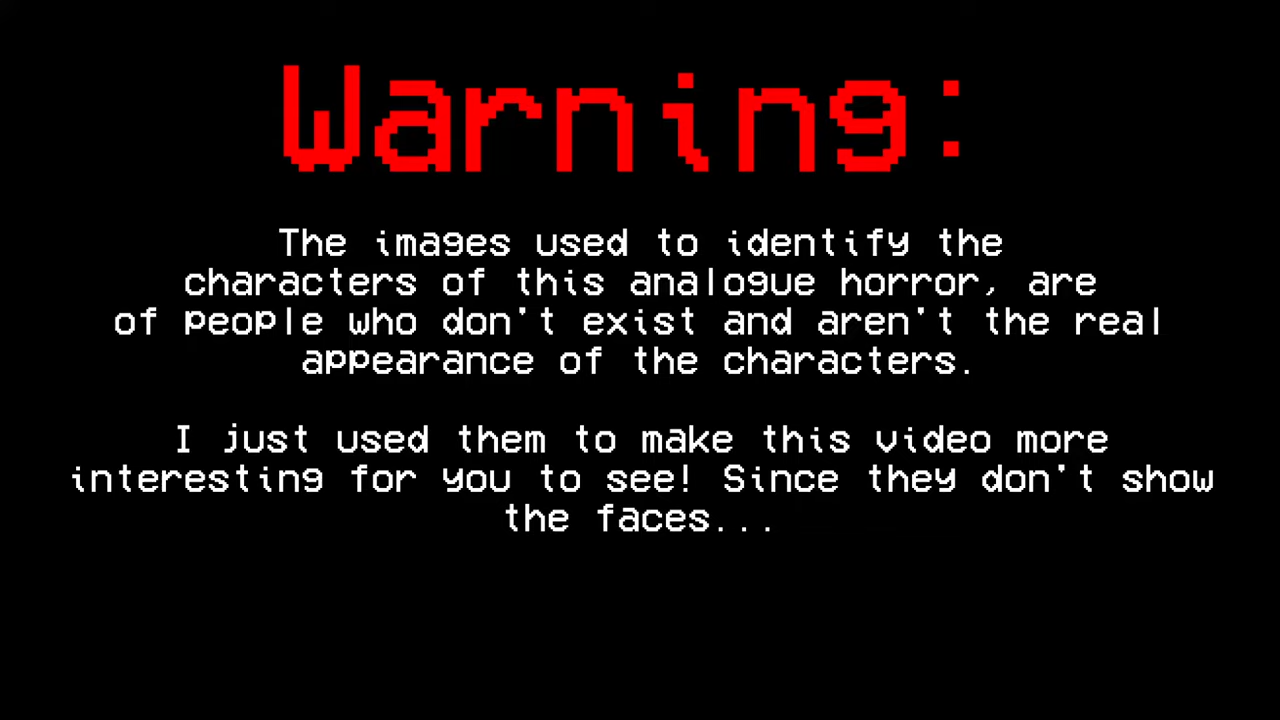 Warning:
The images used to identify the
characters of this analogue horror, are
of people who don't exist and aren't the real
appearance of the characters.
I just used them to make this video more
interesting for you to see! Since they don't show
the faces...